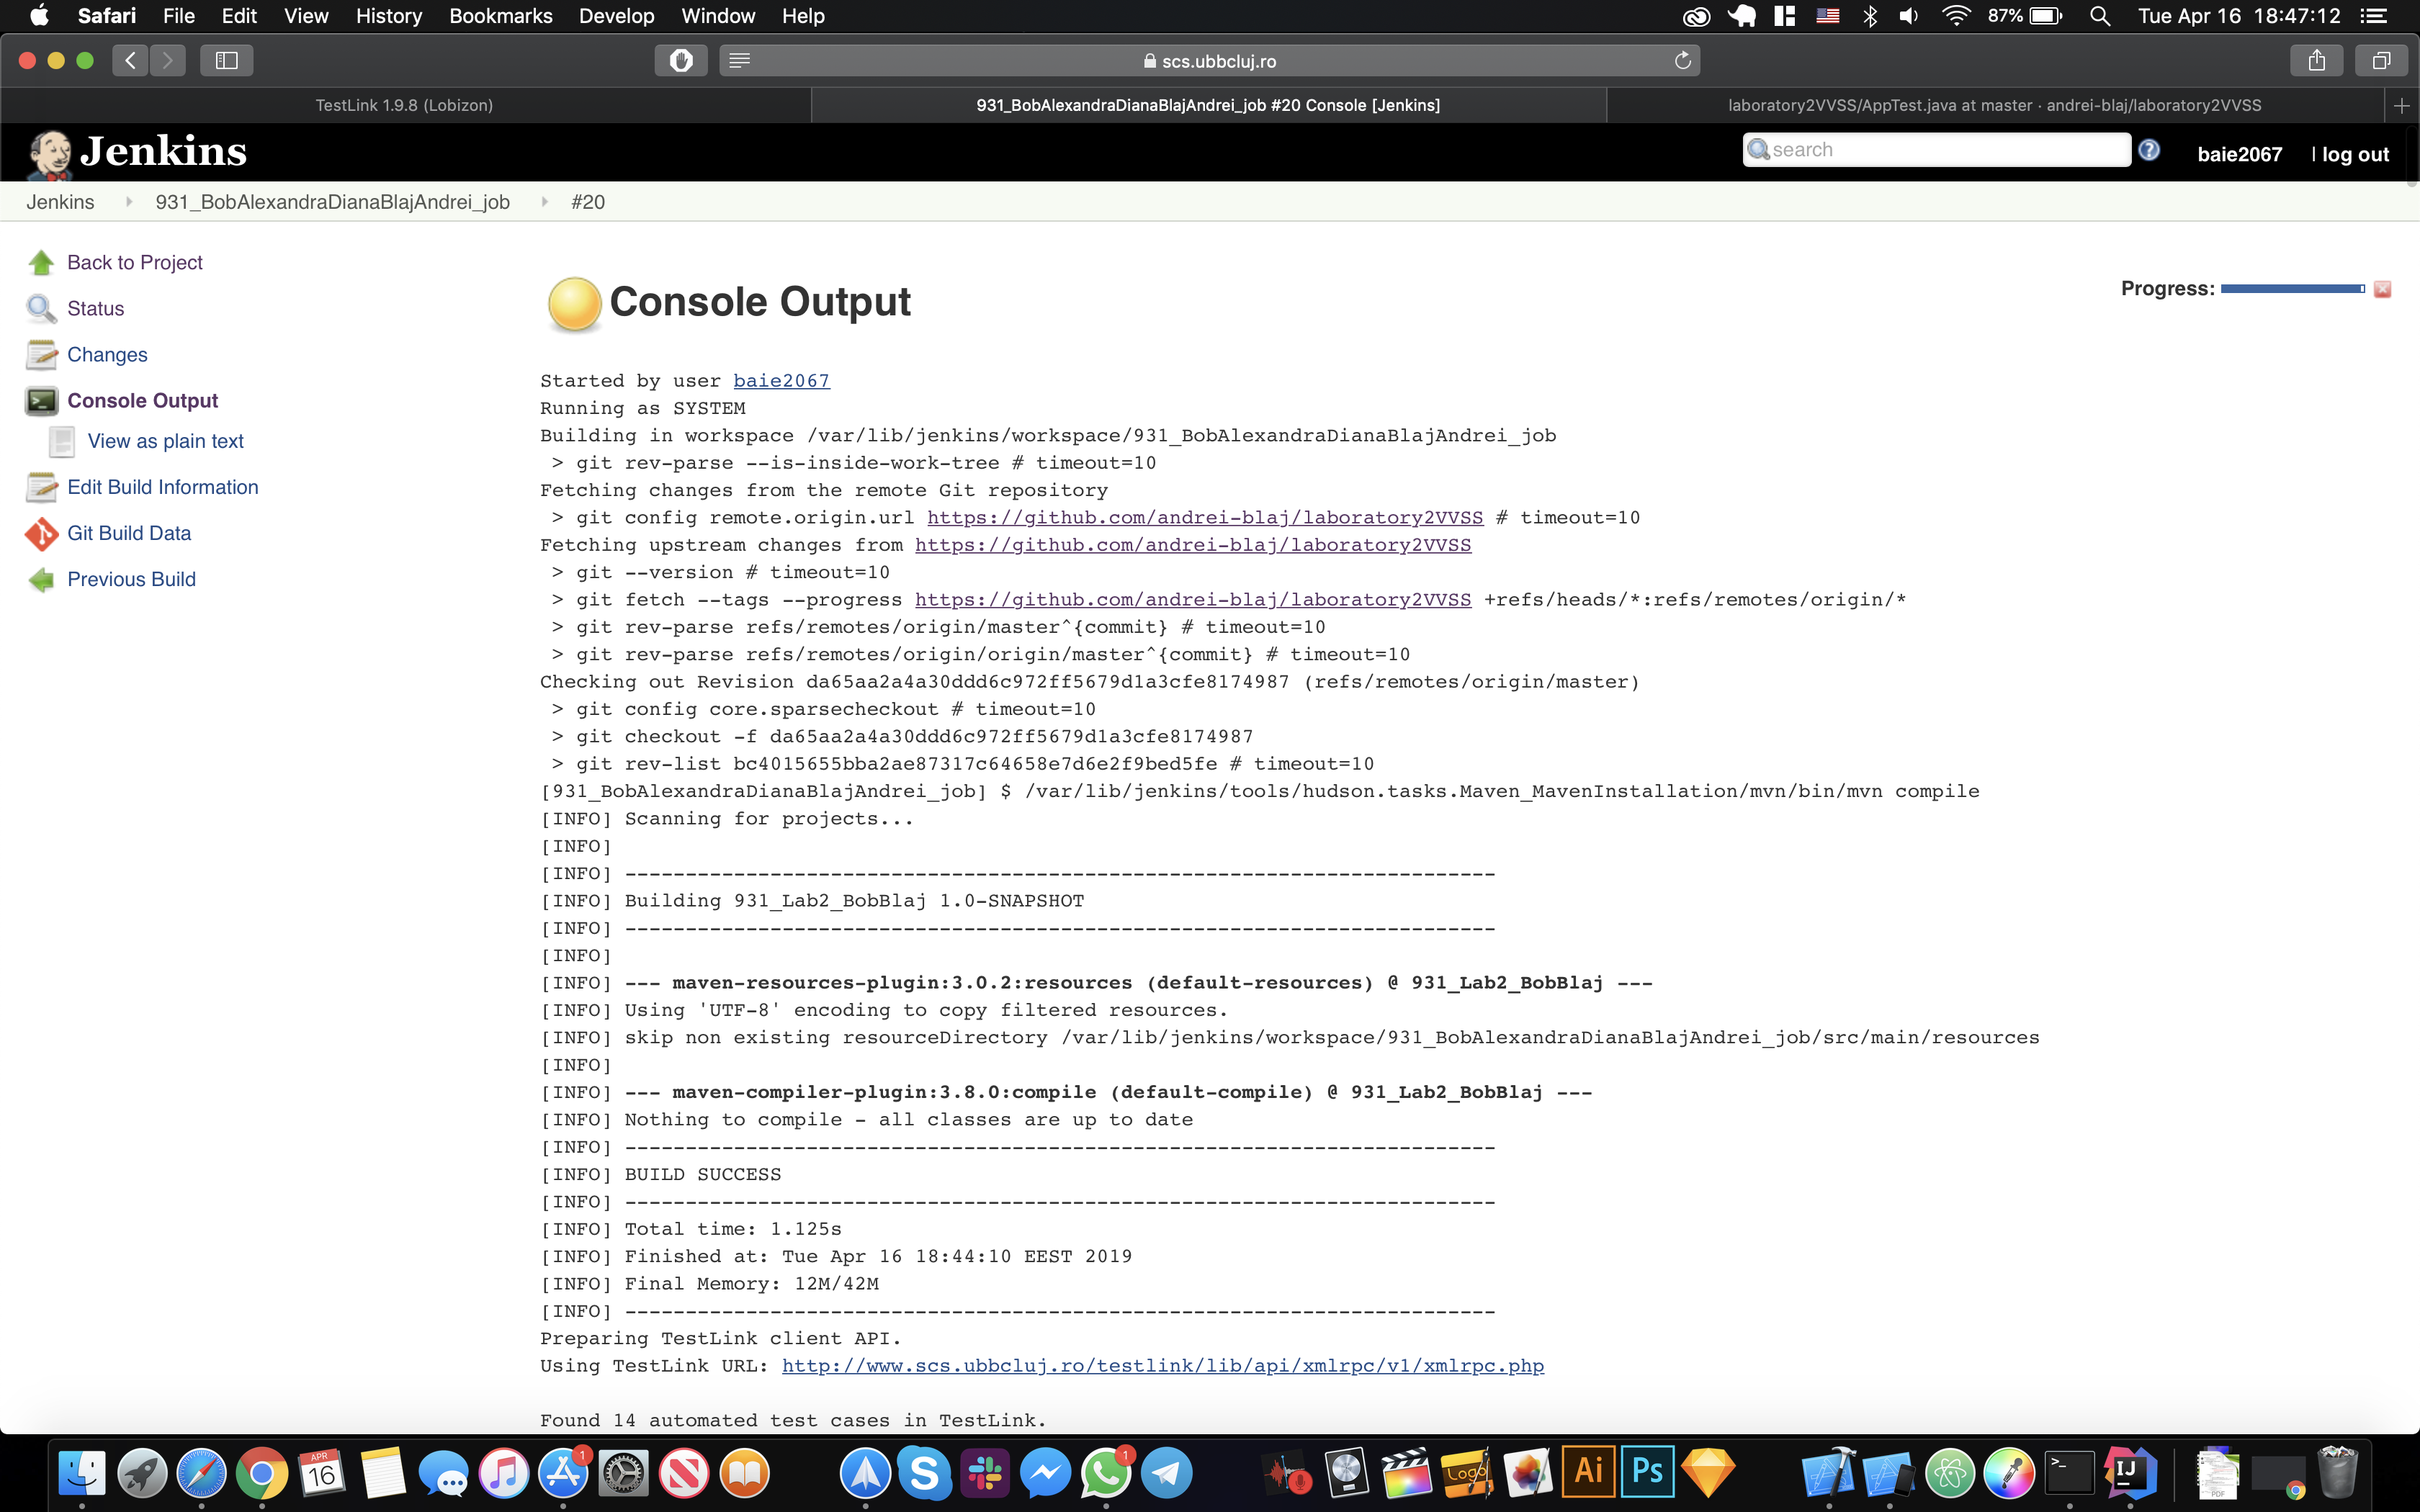 Safari File Edit View History Bookmarks Develop Window Help 87% Tue Apr 16 18:47:12
scs.ubbcluj.ro
TestLink 1.9.8 (Lobizon)
931_BobAlexandraDianaBlajAndrei_job #20 Console [Jenkins]
laboratory2VVSS/AppTest.java at master · andrei-blaj/laboratory2VVSS
Jenkins
search
baie2067
| log out
Jenkins 931_BobAlexandraDianaBlajAndrei_job #20
Back to Project
Status
Changes
Console Output
View as plain text
Edit Build Information
Git Build Data
Previous Build
Console Output
Progress:
Started by user baie2067
Running as SYSTEM
Building in workspace /var/lib/jenkins/workspace/931_BobAlexandraDianaBlajAndrei_job
> git rev-parse --is-inside-work-tree # timeout=10
Fetching changes from the remote Git repository
> git config remote.origin.url https://github.com/andrei-blaj/laboratory2VVSS # timeout=10
Fetching upstream changes from https://github.com/andrei-blaj/laboratory2VVSS
> git --version # timeout=10
> git fetch --tags --progress https://github.com/andrei-blaj/laboratory2VVSS +refs/heads/*:refs/remotes/origin/*
> git rev-parse refs/remotes/origin/master^{commit} # timeout=10
> git rev-parse refs/remotes/origin/origin/master^{commit} # timeout=10
Checking out Revision da65aa2a4a30ddd6c972ff5679d1a3cfe8174987 (refs/remotes/origin/master)
> git config core.sparsecheckout # timeout=10
> git checkout -f da65aa2a4a30ddd6c972ff5679d1a3cfe8174987
> git rev-list bc4015655bba2ae87317c64658e7d6e2f9bed5fe # timeout=10
[931_BobAlexandraDianaBlajAndrei_job] $ /var/lib/jenkins/tools/hudson.tasks.Maven_MavenInstallation/mvn/bin/mvn compile
[INFO] Scanning for projects...
[INFO]
[INFO] ------------------------------------------------------------------------
[INFO] Building 931_Lab2_BobBlaj 1.0-SNAPSHOT
[INFO] ------------------------------------------------------------------------
[INFO]
[INFO] --- maven-resources-plugin:3.0.2:resources (default-resources) @ 931_Lab2_BobBlaj ---
[INFO] Using 'UTF-8' encoding to copy filtered resources.
[INFO] skip non existing resourceDirectory /var/lib/jenkins/workspace/931_BobAlexandraDianaBlajAndrei_job/src/main/resources
[INFO]
[INFO] --- maven-compiler-plugin:3.8.0:compile (default-compile) @ 931_Lab2_BobBlaj ---
[INFO] Nothing to compile - all classes are up to date
[INFO] ------------------------------------------------------------------------
[INFO] BUILD SUCCESS
[INFO] ------------------------------------------------------------------------
[INFO] Total time: 1.125s
[INFO] Finished at: Tue Apr 16 18:44:10 EEST 2019
[INFO] Final Memory: 12M/42M
[INFO] ------------------------------------------------------------------------
Preparing TestLink client API.
Using TestLink URL: http://www.scs.ubbcluj.ro/testlink/lib/api/xmlrpc/v1/xmlrpc.php
Found 14 automated test cases in TestLink.
APR
16
1
1
Logo
Ai
Ps
IJ
PDF